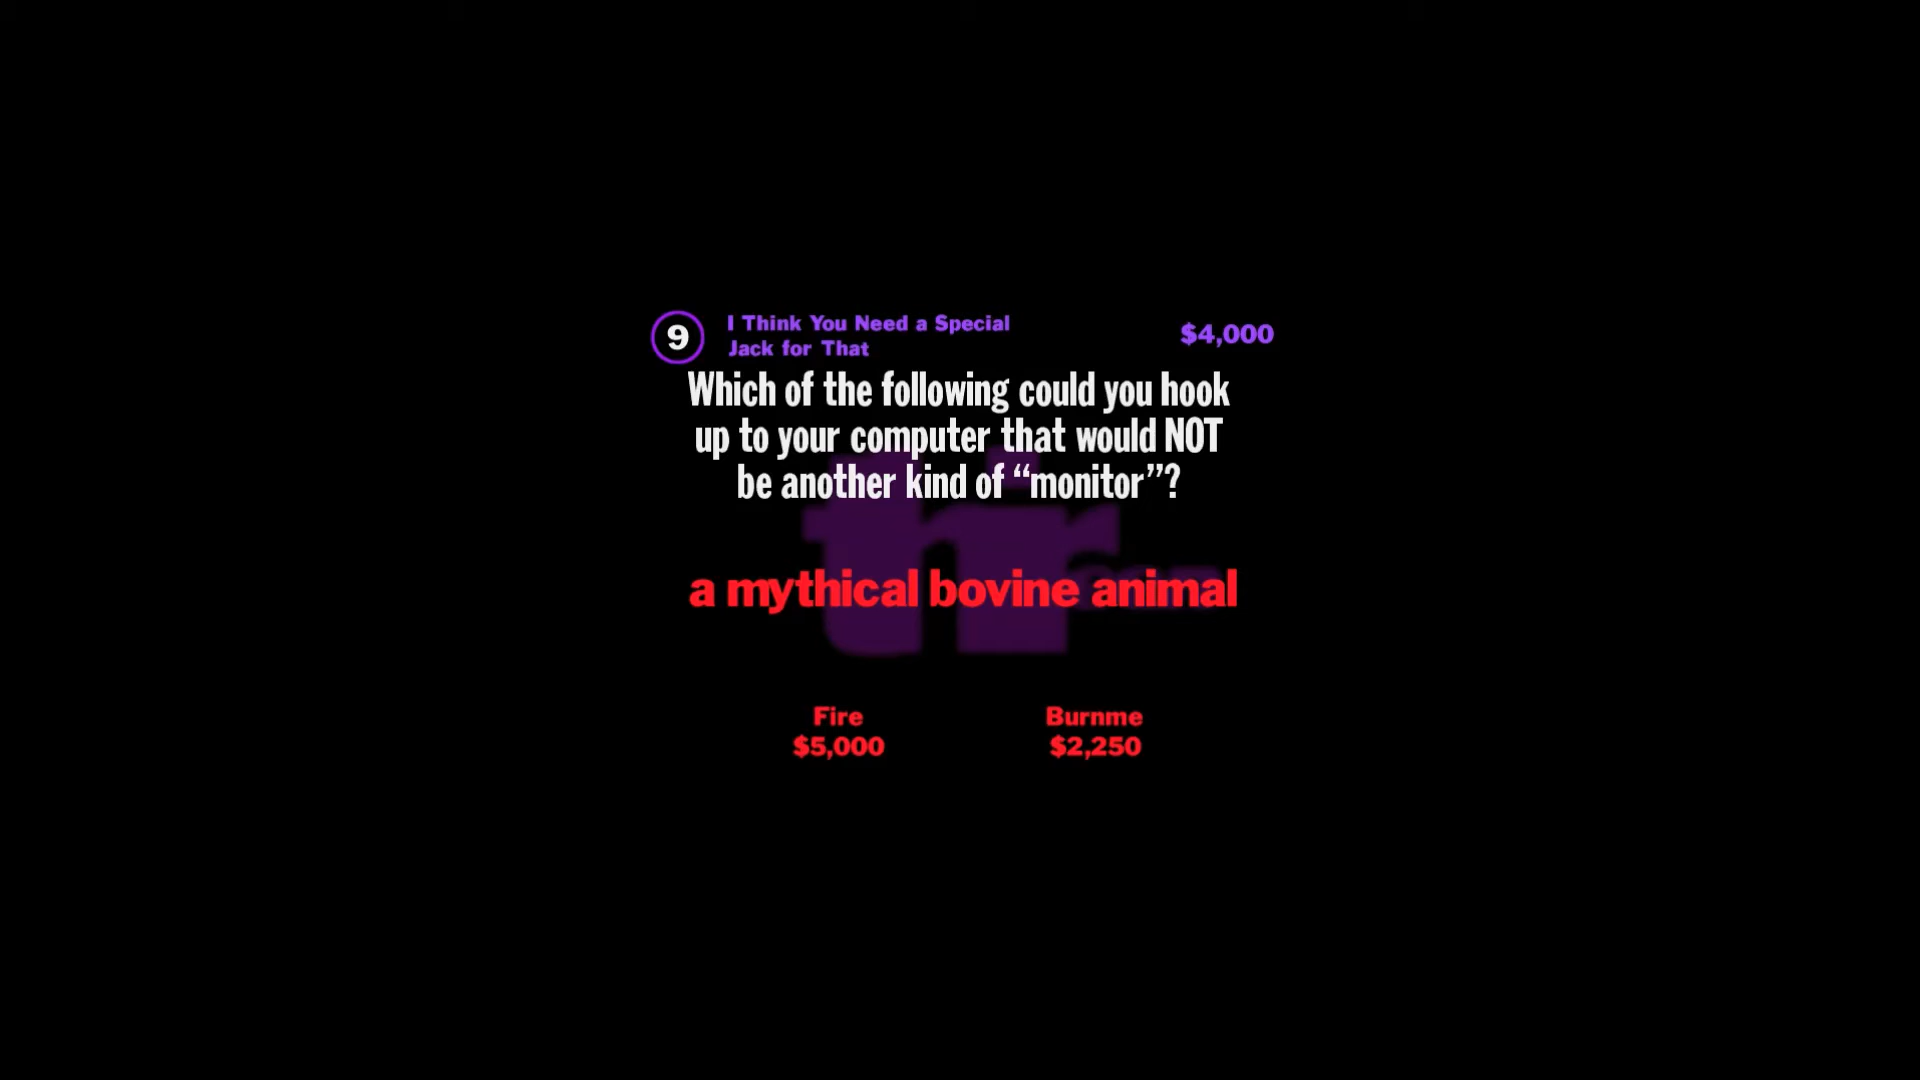 9
I Think You Need a Special
Jack for That
$4,000
Which of the following could you hook
up to your computer that would NOT
be another kind of “monitor”?
a mythical bovine animal
Fire
$5,000
Burnme
$2,250